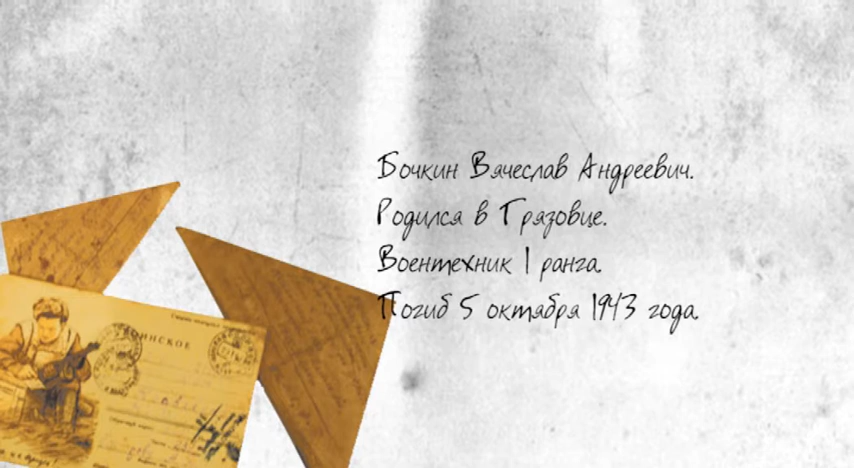 Бочкин Вячеслав Андреевич.
Родился в Грязовце.
Воентехник 1 ранга.
Погиб 5 октября 1943 года.